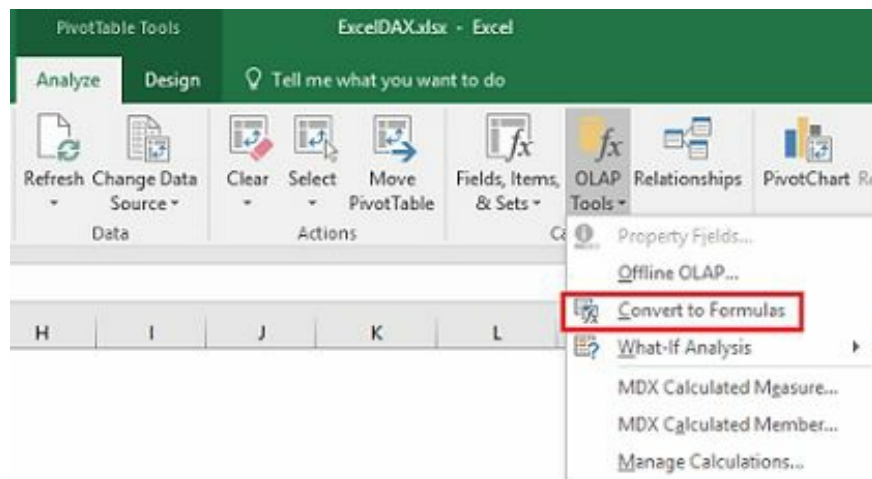 PivotTable Tools
ExcelDAX.xlsx - Excel
Analyze
Design
Tell me what you want to do
Refresh
Change Data
Source
Clear
Select
Move
PivotTable
Fields, Items,
& Sets
OLAP
Tools
Relationships
PivotChart
Data
Actions
Property Fields...
Offline OLAP...
Convert to Formulas
What-If Analysis
MDX Calculated Measure...
MDX Calculated Member...
Manage Calculations...
H I J K L